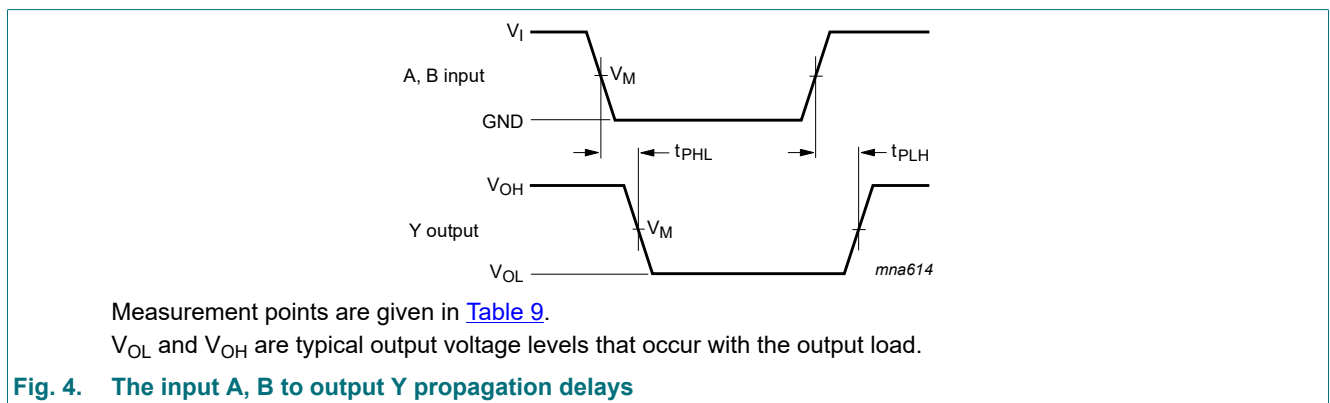 V_I
A, B input
V_M
GND
t_PHL
t_PLH
V_OH
Y output
V_M
V_OL
mna614
Measurement points are given in Table 9.
V_OL and V_OH are typical output voltage levels that occur with the output load.
Fig. 4. The input A, B to output Y propagation delays